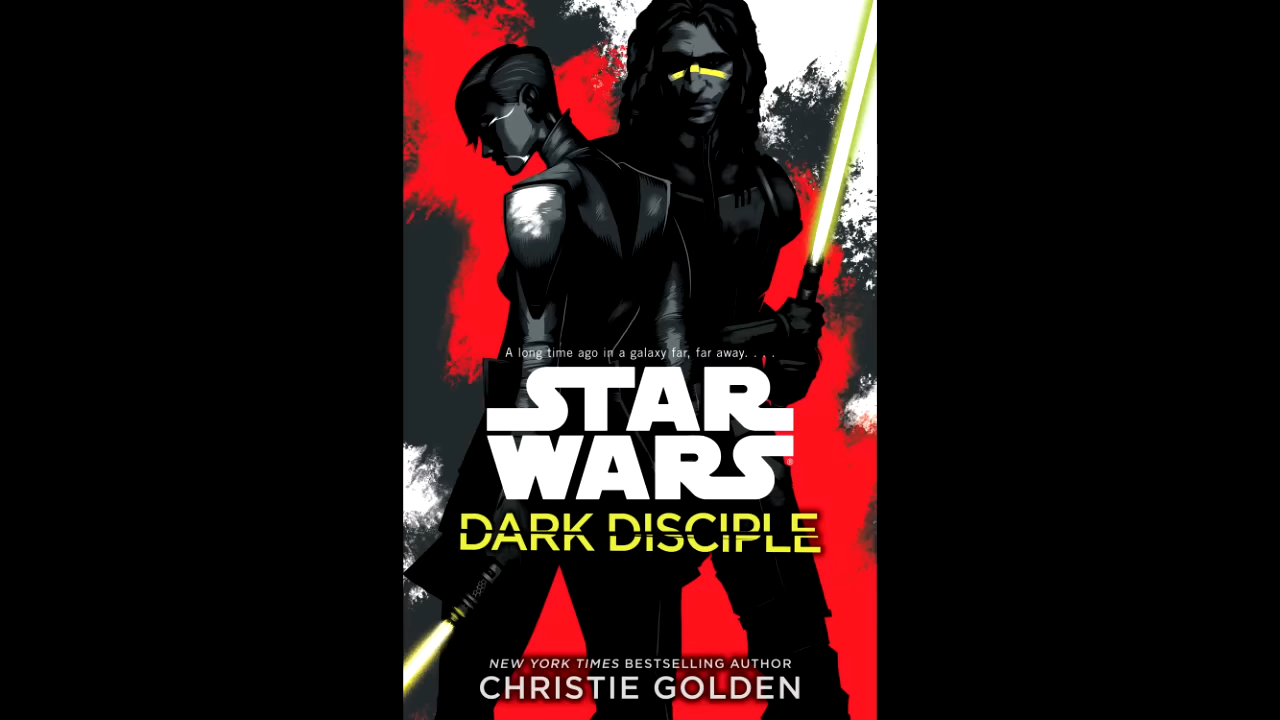 A long time ago in a galaxy far, far away. . . .
STAR
WARS®
DARK DISCIPLE
NEW YORK TIMES BESTSELLING AUTHOR
CHRISTIE GOLDEN